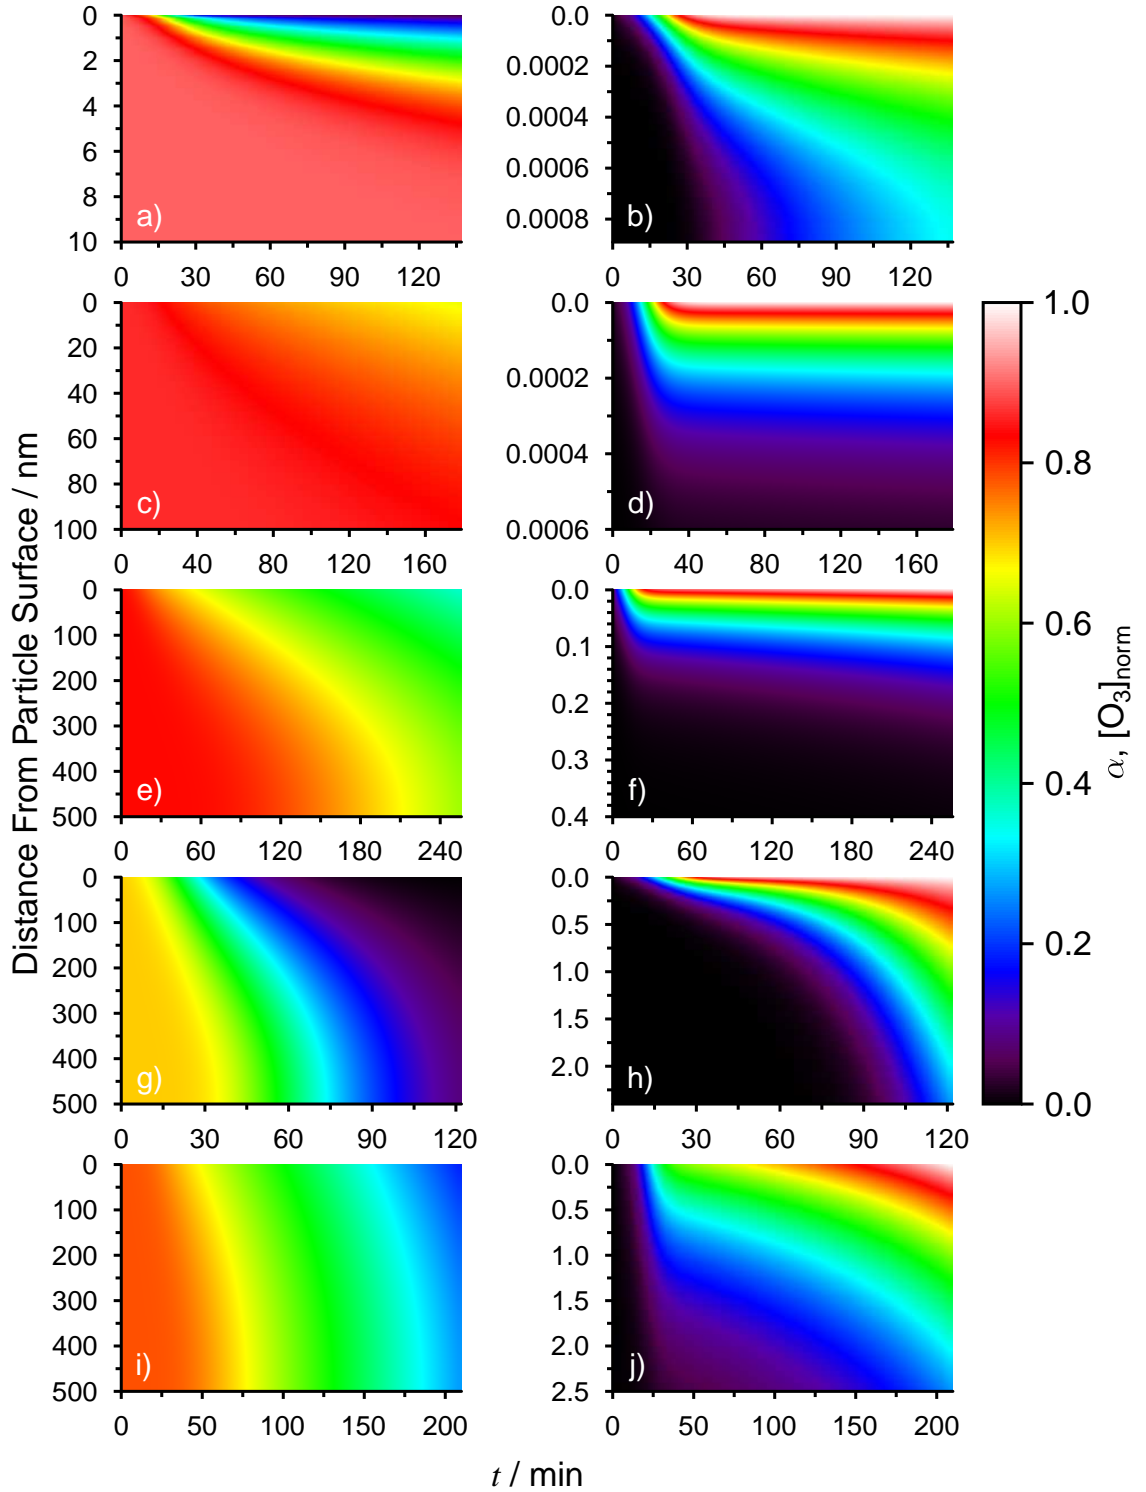 0
2
4
6
8
10
a)
0 30 60 90 120
0.0
0.0002
0.0004
0.0006
0.0008
b)
0 30 60 90 120
0
20
40
60
80
100
c)
0 40 80 120 160
0.0
0.0002
0.0004
0.0006
d)
0 40 80 120 160
0
100
200
300
400
500
e)
0 60 120 180 240
0.0
0.1
0.2
0.3
0.4
f)
0 60 120 180 240
0
100
200
300
400
500
g)
0 30 60 90 120
0.0
0.5
1.0
1.5
2.0
h)
0 30 60 90 120
0
100
200
300
400
500
i)
0 50 100 150 200
0.0
0.5
1.0
1.5
2.0
2.5
j)
0 50 100 150 200
Distance From Particle Surface / nm
t / min
1.0
0.8
0.6
0.4
0.2
0.0
α, [O₃]norm